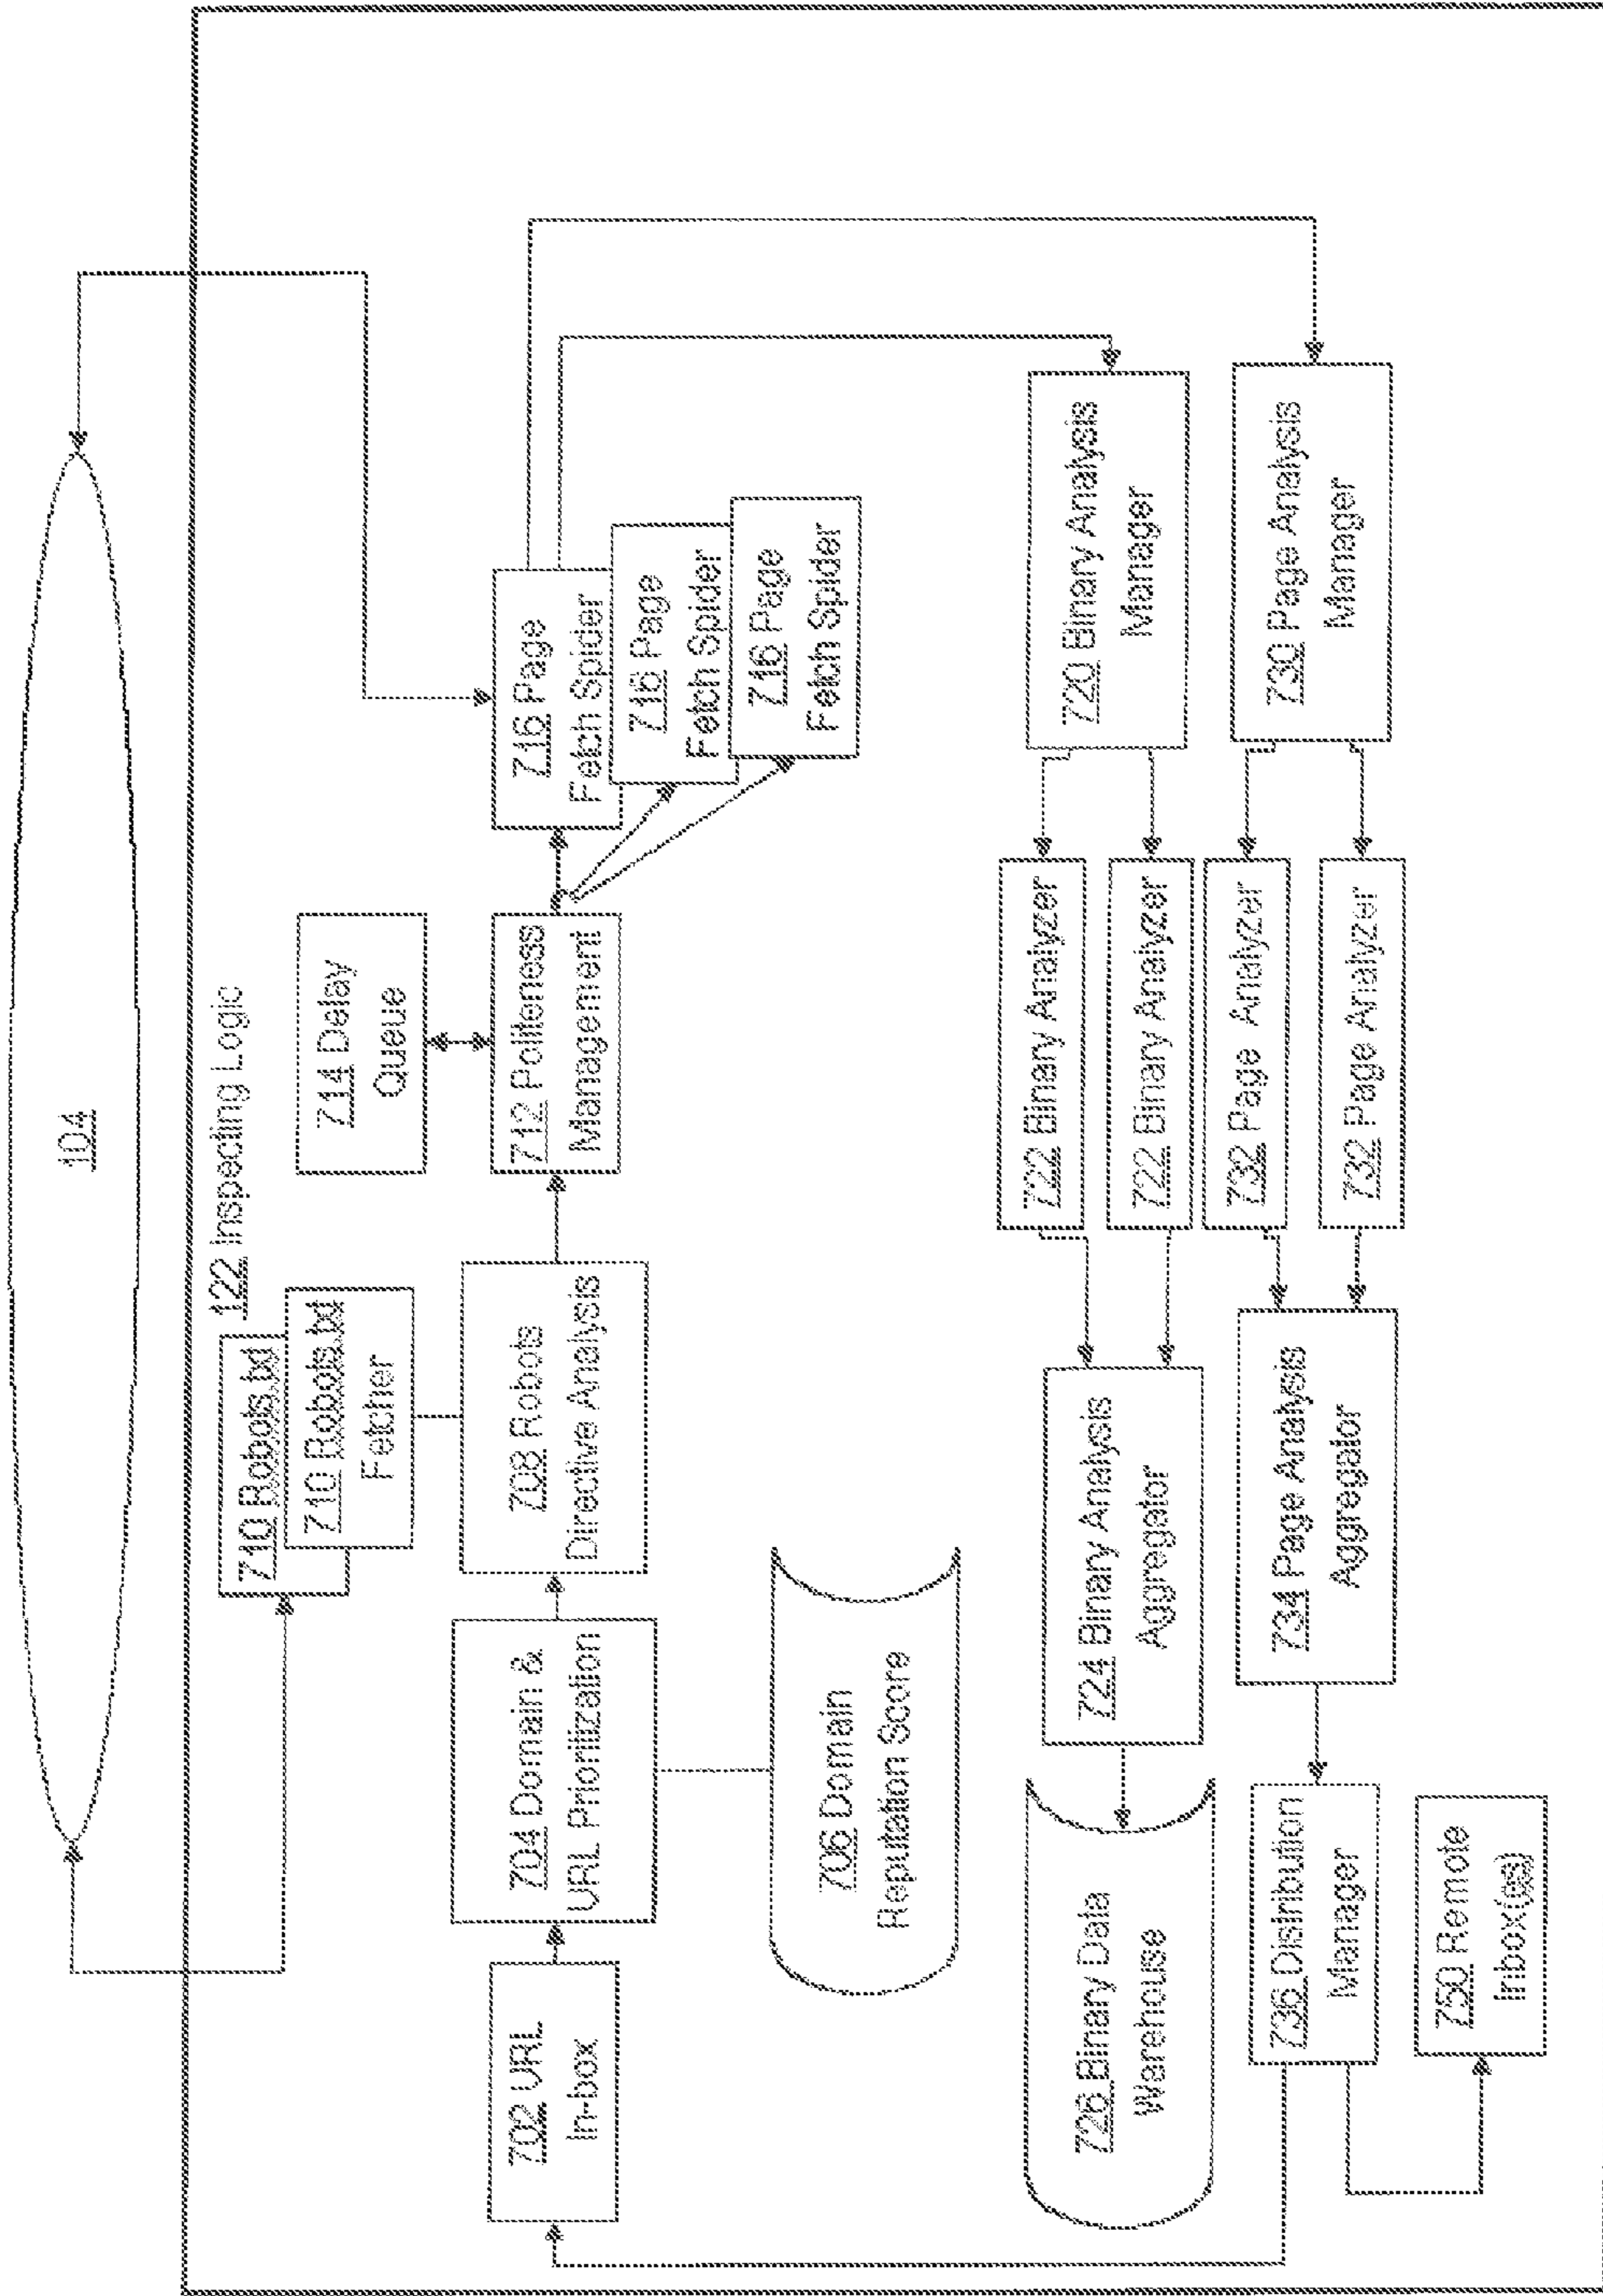 104
122 Inspecting Logic
710 Robots.txt
710 Robots.txt
Fetcher
714 Delay
Queue
702 URL
In-box
704 Domain &
URL Prioritization
708 Robots
Directive Analysis
712 Politeness
Management
716 Page
Fetch Spider
716 Page
Fetch Spider
716 Page
Fetch Spider
706 Domain
Reputation Score
726 Binary Data
Warehouse
724 Binary Analysis
Aggregator
722 Binary Analyzer
722 Binary Analyzer
720 Binary Analysis
Manager
736 Distribution
Manager
734 Page Analysis
Aggregator
732 Page Analyzer
732 Page Analyzer
730 Page Analysis
Manager
750 Remote
Inbox(es)